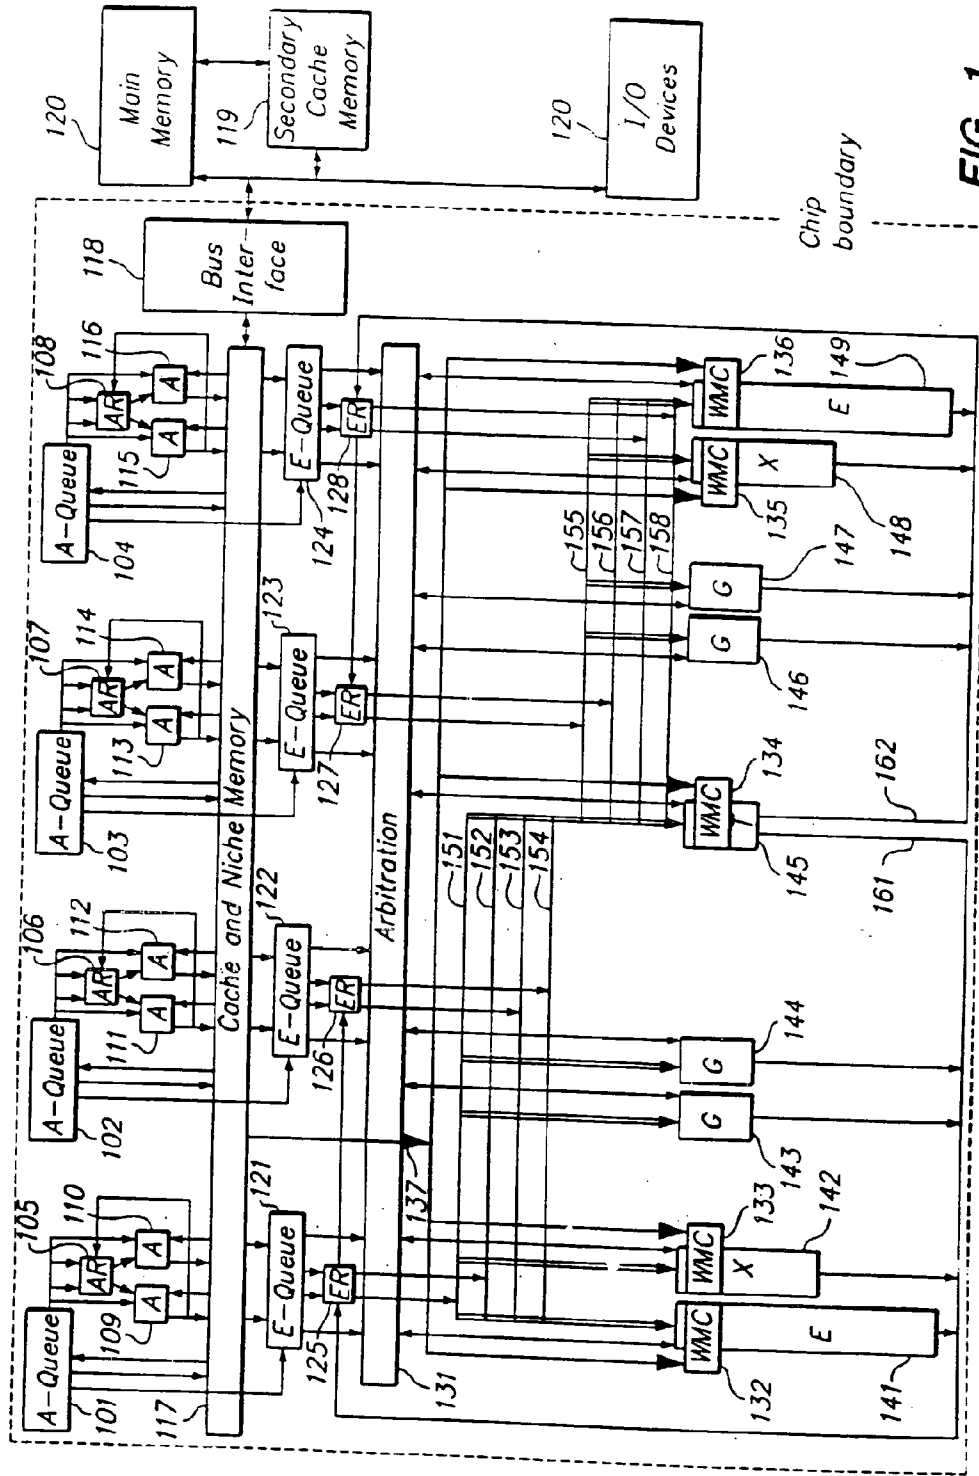 101
A-Queue
105
AR
109
A
110
A
102
A-Queue
106
AR
111
A
112
A
103
A-Queue
107
AR
113
A
114
A
104
A-Queue
108
AR
115
A
116
A
117
Cache and Niche Memory
118
Bus
Inter-
face
120
Main
Memory
119
Secondary
Cache
Memory
120
I/O
Devices
121
E-Queue
122
E-Queue
123
E-Queue
124
E-Queue
125
ER
126
ER
127
ER
128
ER
131
Arbitration
137
151
152
153
154
155
156
157
158
Chip
boundary
132
WMC
133
WMC
134
WMC
135
WMC
136
WMC
141
E
142
X
143
G
144
G
145
T
146
G
147
G
148
X
149
E
161
162
FIG. 1